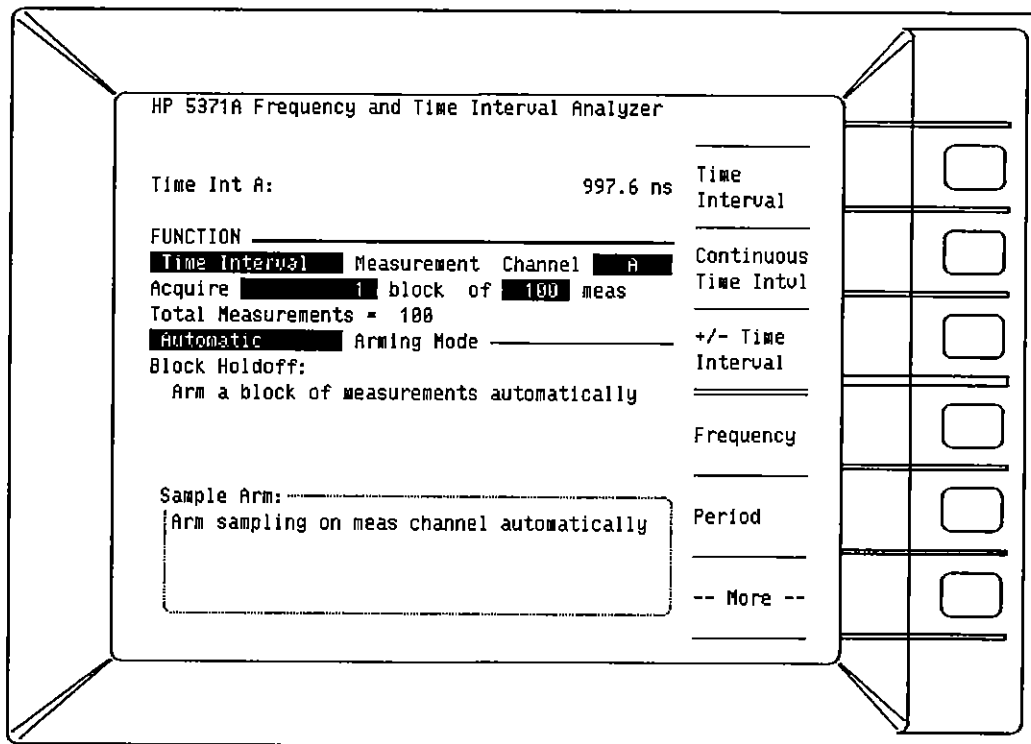 HP 5371A Frequency and Time Interval Analyzer
Time Int A: 997.6 ns
FUNCTION
Time Interval Measurement Channel A
Acquire 1 block of 100 meas
Total Measurements = 100
Automatic Arming Mode
Block Holdoff:
Arm a block of measurements automatically
Sample Arm:
Arm sampling on meas channel automatically
Time
Interval
Continuous
Time Intvl
+/- Time
Interval
Frequency
Period
-- More --